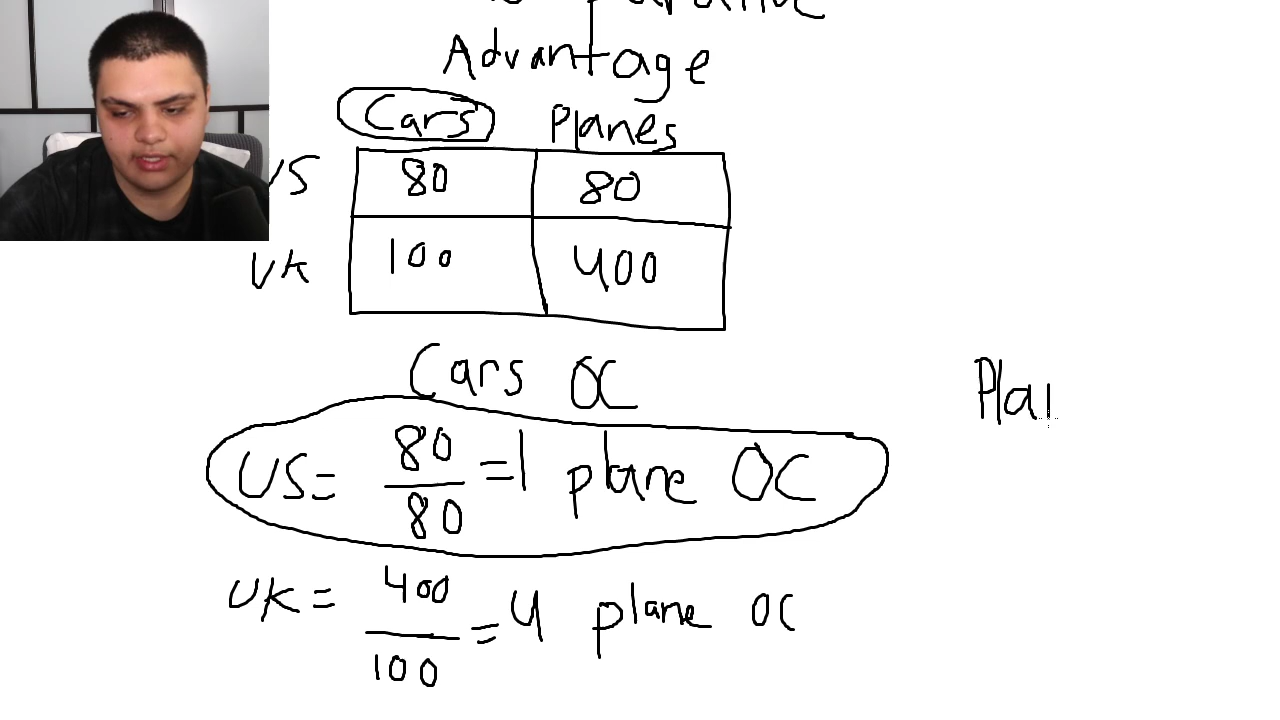 Advantage
Cars Planes
US 80 80
UK 100 400
Cars OC
US = 80/80 = 1 plane OC
UK = 400/100 = 4 plane OC